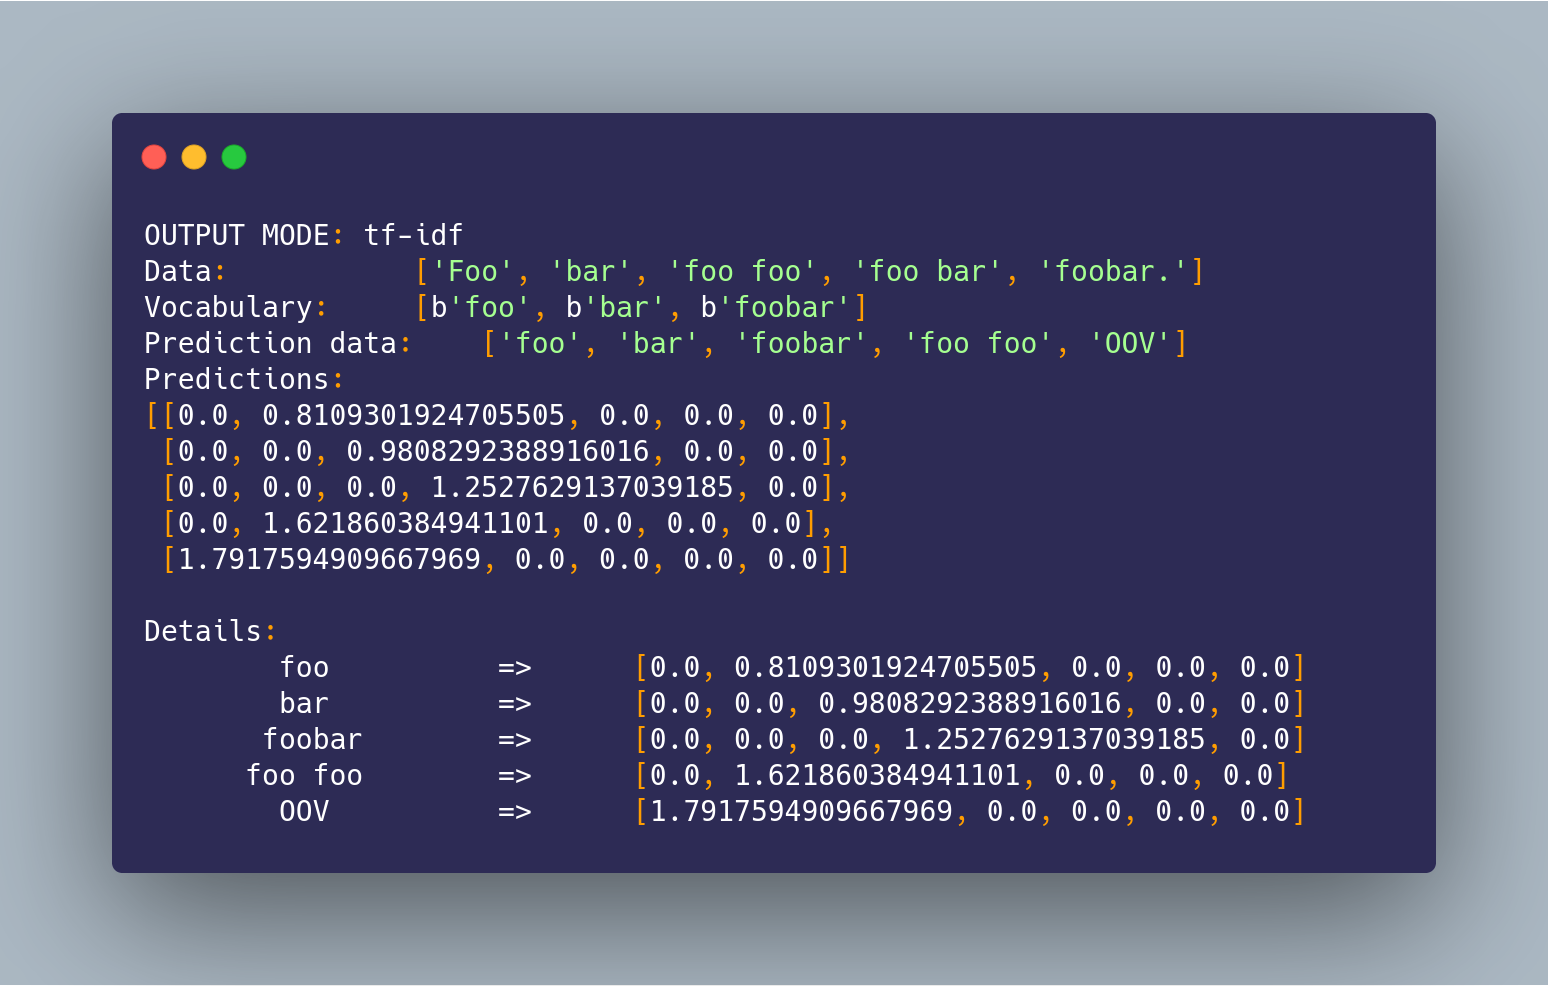 OUTPUT MODE: tf-idf
Data: ['Foo', 'bar', 'foo foo', 'foo bar', 'foobar.']
Vocabulary: [b'foo', b'bar', b'foobar']
Prediction data: ['foo', 'bar', 'foobar', 'foo foo', 'OOV']
Predictions:
[[0.0, 0.8109301924705505, 0.0, 0.0, 0.0],
[0.0, 0.0, 0.9808292388916016, 0.0, 0.0],
[0.0, 0.0, 0.0, 1.2527629137039185, 0.0],
[0.0, 1.621860384941101, 0.0, 0.0, 0.0],
[1.7917594909667969, 0.0, 0.0, 0.0, 0.0]]
Details:
foo => [0.0, 0.8109301924705505, 0.0, 0.0, 0.0]
bar => [0.0, 0.0, 0.9808292388916016, 0.0, 0.0]
foobar => [0.0, 0.0, 0.0, 1.2527629137039185, 0.0]
foo foo => [0.0, 1.621860384941101, 0.0, 0.0, 0.0]
OOV => [1.7917594909667969, 0.0, 0.0, 0.0, 0.0]